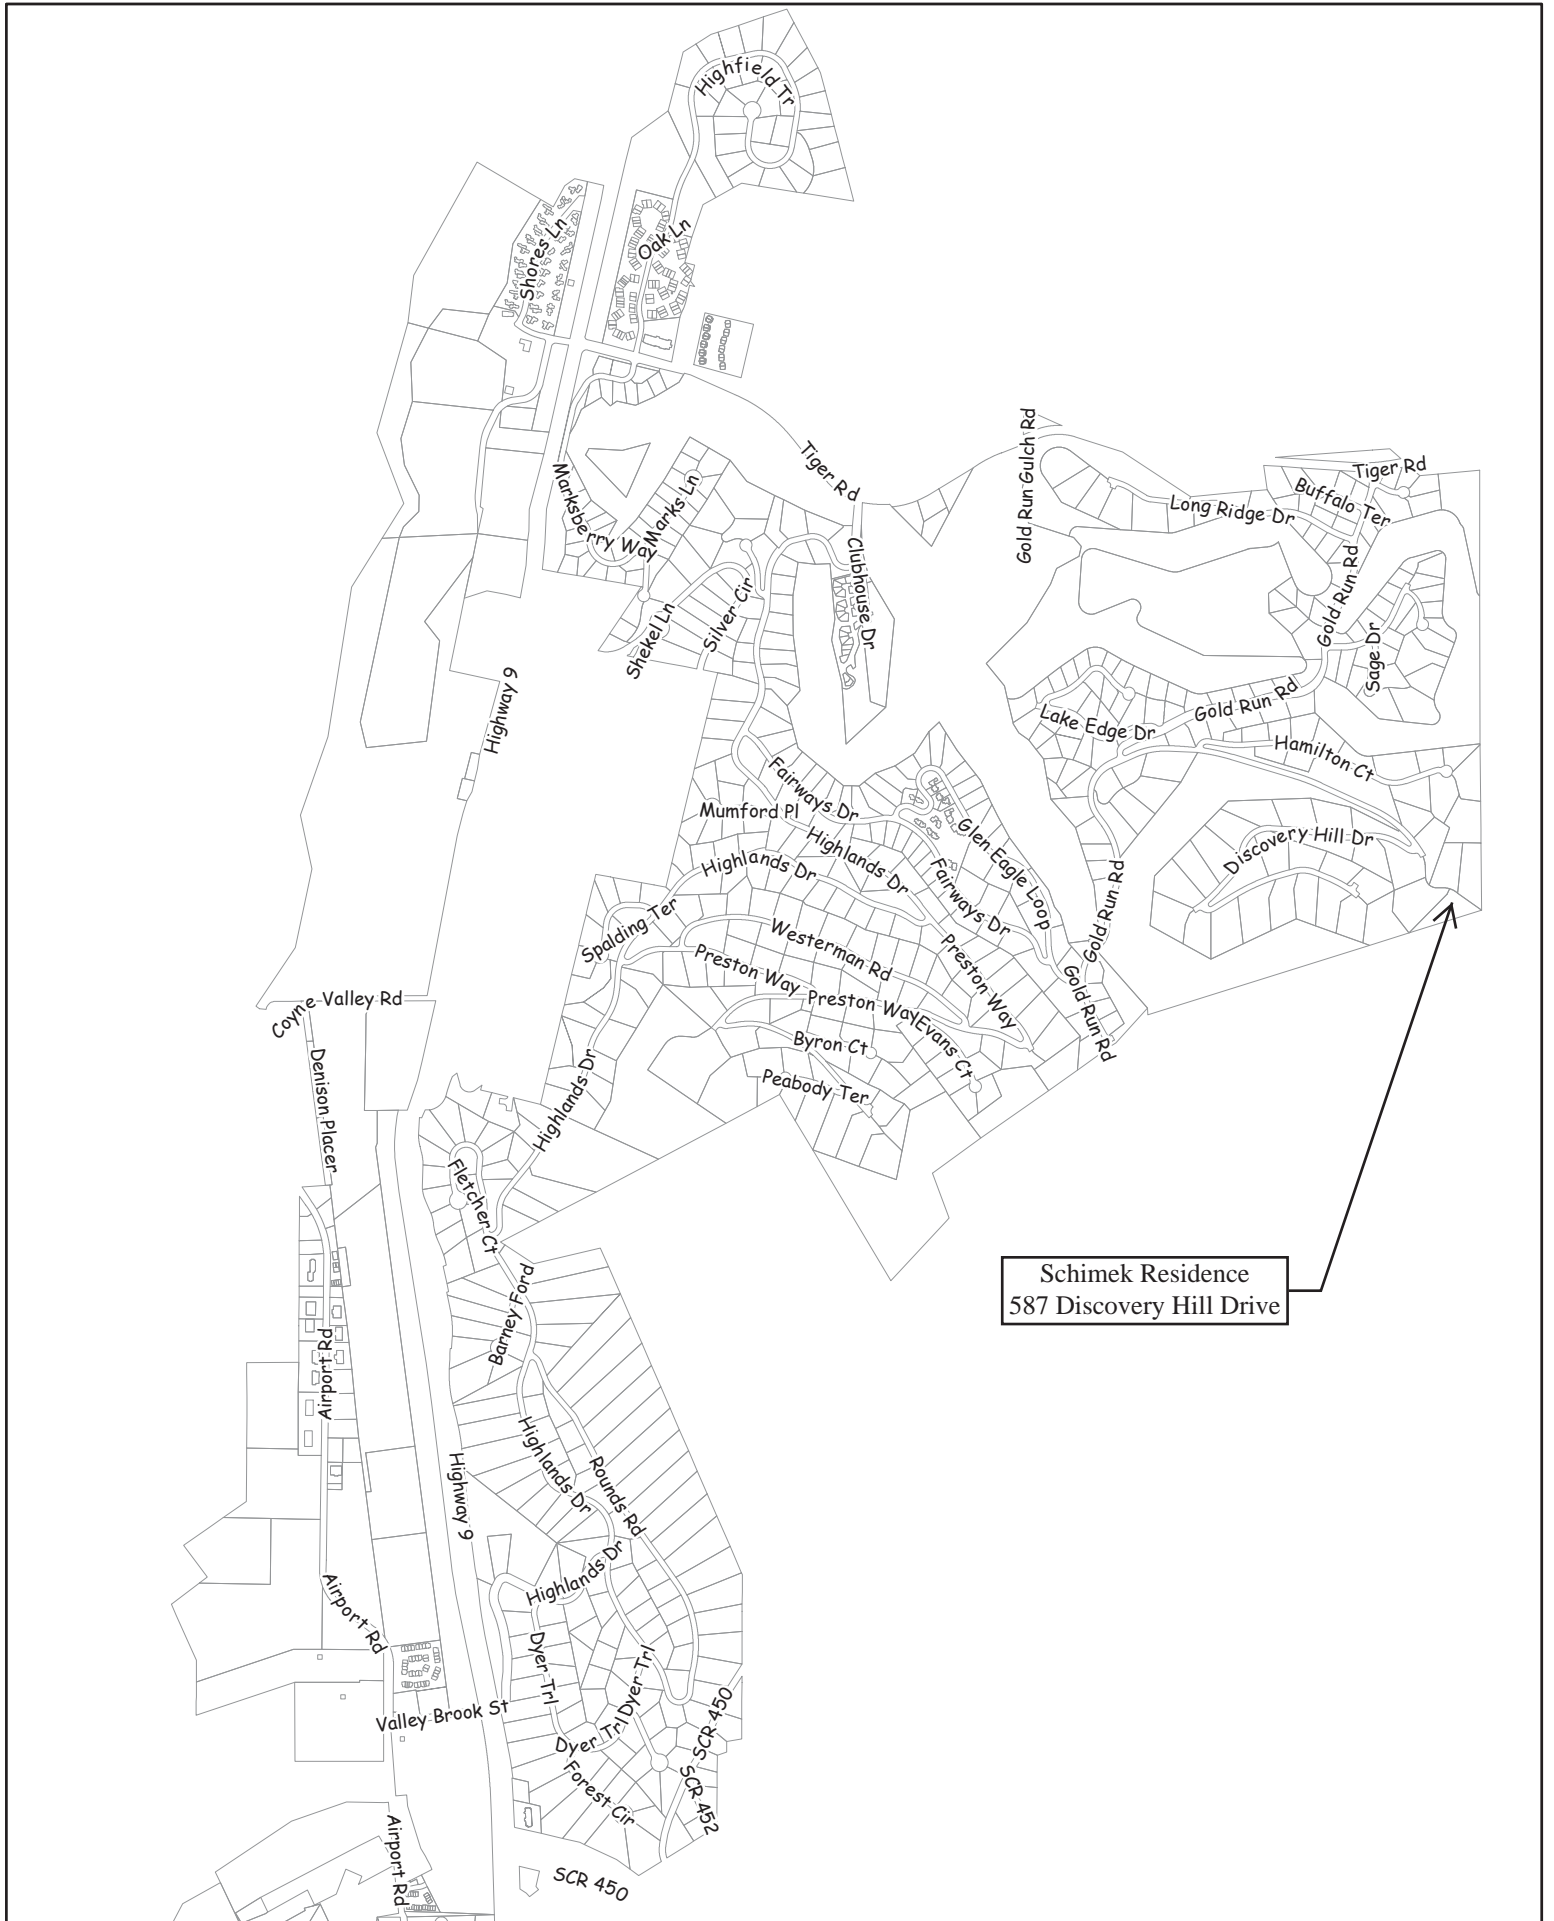 Highfield Tr
Shores Ln
Oak Ln
Tiger Rd
Gold Run Gulch Rd
Tiger Rd
Buffalo Ter
Long Ridge Dr
Marksberry Way
Marks Ln
Clubhouse Dr
Gold Run Rd
Shekel Ln
Silver Cir
Sage Dr
Highway 9
Gold Run Rd
Lake Edge Dr
Hamilton Ct
Fairways Dr
Mumford Pl
Highlands Dr
Glen Eagle Loop
Discovery Hill Dr
Highlands Dr
Fairways Dr
Gold Run Rd
Spalding Ter
Westerman Rd
Preston Way
Preston Way
Preston Way
Gold Run Rd
Coyne Valley Rd
Evans Ct
Byron Ct
Peabody Ter
Denison Placer
Highlands Dr
Fletcher Ct
Schimek Residence
587 Discovery Hill Drive
Barney Ford
Airport Rd
Highlands Dr
Rounds Rd
Highway 9
Highlands Dr
Airport Rd
Dyer Trl
Dyer Trl
Valley Brook St
Dyer Trl
SCR 450
Forest Cir
SCR 452
Airport Rd
SCR 450